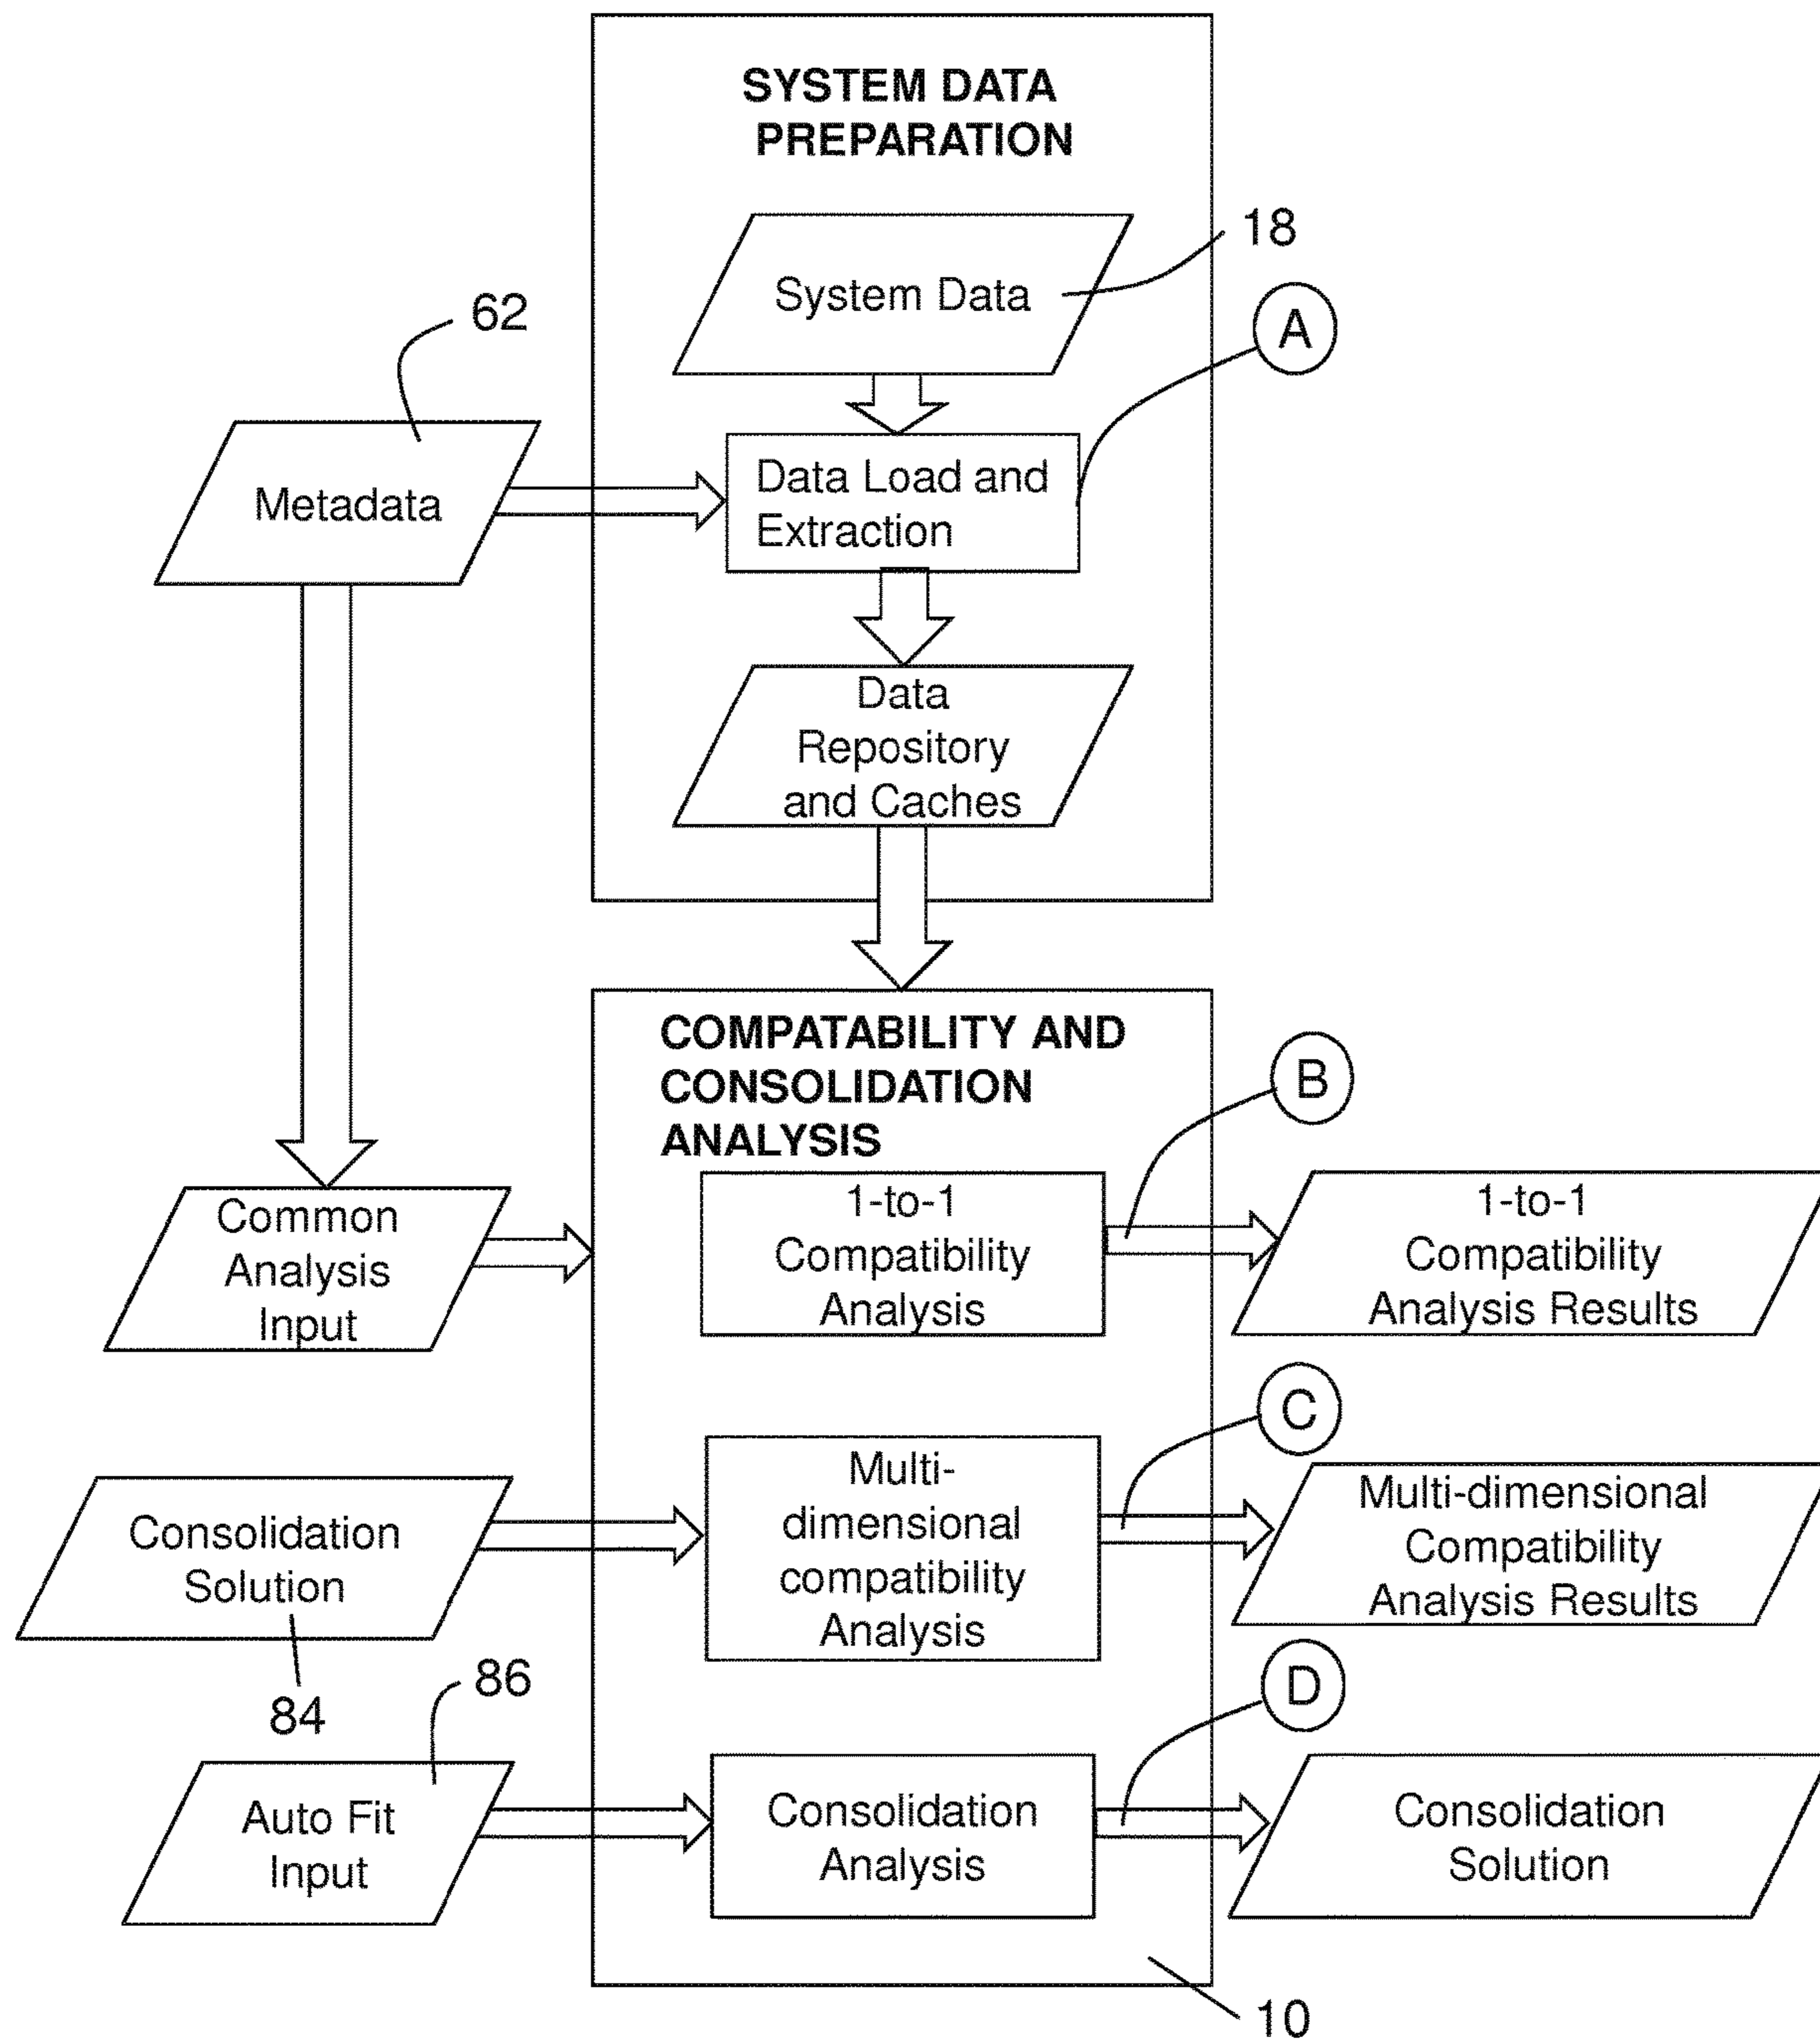 SYSTEM DATA
PREPARATION
System Data
18
A
62
Metadata
Data Load and
Extraction
Data
Repository
and Caches
COMPATABILITY AND
CONSOLIDATION
ANALYSIS
B
Common
Analysis
Input
1-to-1
Compatibility
Analysis
1-to-1
Compatibility
Analysis Results
C
Consolidation
Solution
84
Multi-
dimensional
compatibility
Analysis
Multi-dimensional
Compatibility
Analysis Results
D
86
Auto Fit
Input
Consolidation
Analysis
Consolidation
Solution
10